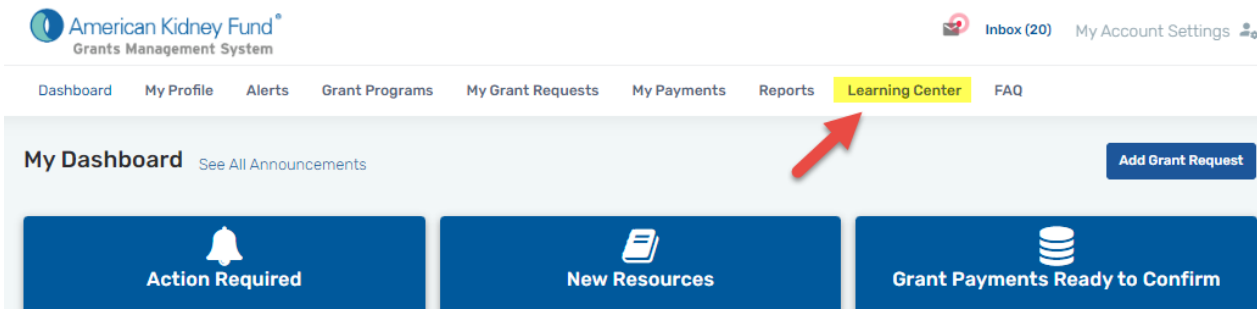 American Kidney Fund®
Grants Management System
Inbox (20) My Account Settings
Dashboard My Profile Alerts Grant Programs My Grant Requests My Payments Reports Learning Center FAQ
My Dashboard See All Announcements Add Grant Request
Action Required New Resources Grant Payments Ready to Confirm